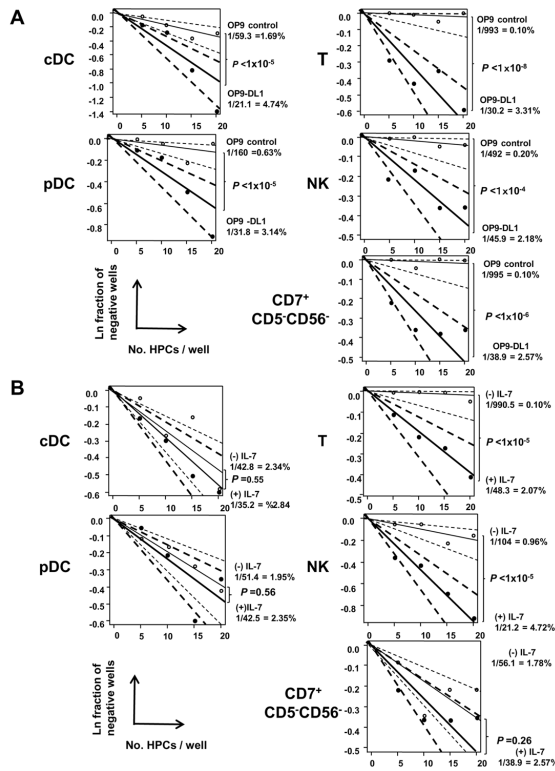 A
cDC
0.0
-0.2
-0.4
-0.6
-0.8
-1.0
-1.2
-1.4
0 5 10 15 20
OP9 control
1/59.3 =1.69%
P <1x10-5
OP9-DL1
1/21.1 = 4.74%
T
0.0
-0.1
-0.2
-0.3
-0.4
-0.5
-0.6
0 5 10 15 20
OP9 control
1/993 = 0.10%
P <1x10-8
OP9-DL1
1/30.2 = 3.31%
pDC
0.0
-0.2
-0.4
-0.6
-0.8
0 5 10 15 20
OP9 control
1/160 =0.63%
P <1x10-5
OP9 -DL1
1/31.8 = 3.14%
NK
0.0
-0.1
-0.2
-0.3
-0.4
-0.5
0 5 10 15 20
OP9 control
1/492 = 0.20%
P <1x10-4
OP9-DL1
1/45.9 = 2.18%
Ln fraction of
negative wells
No. HPCs / well
CD7+
CD5-CD56-
0.0
-0.1
-0.2
-0.3
-0.4
-0.5
0 5 10 15 20
OP9 control
1/995 = 0.10%
P <1x10-6
OP9-DL1
1/38.9 = 2.57%
B
cDC
0.0
-0.1
-0.2
-0.3
-0.4
-0.5
-0.6
0 5 10 15 20
(-) IL-7
1/42.8 = 2.34%
P =0.55
(+) IL-7
1/35.2 = %2.84
T
0.0
-0.1
-0.2
-0.3
-0.4
-0.5
0 5 10 15 20
(-) IL-7
1/990.5 = 0.10%
P <1x10-5
(+) IL-7
1/48.3 = 2.07%
pDC
0.0
-0.1
-0.2
-0.3
-0.4
-0.5
-0.6
0 5 10 15 20
(-) IL-7
1/51.4 = 1.95%
P =0.56
(+)IL-7
1/42.5 = 2.35%
NK
0.0
-0.2
-0.4
-0.6
-0.8
0 5 10 15 20
(-) IL-7
1/104 = 0.96%
P <1x10-5
(+)IL-7
1/21.2 = 4.72%
Ln fraction of
negative wells
No. HPCs / well
CD7+
CD5-CD56-
0.0
-0.1
-0.2
-0.3
-0.4
-0.5
0 5 10 15 20
(-) IL-7
1/56.1 = 1.78%
P =0.26
(+) IL-7
1/38.9 = 2.57%